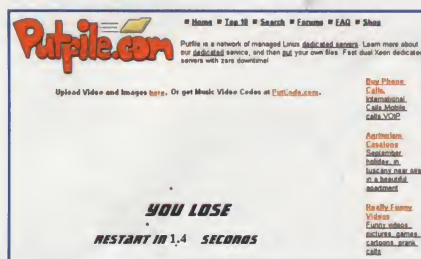 Putfile.com
Home Top 10 Search Forums FAQ Shop
Putfile is a network of managed Linux dedicated servers. Learn more about
our dedicated service, and then put your own files. Fast dual Xeon dedicated
servers with zero downtime!
Upload Video and Images here. Or get Music Video Codes at PutCode.com.
Buy Phone
Calls
International
Calls Mobile
calls VOIP
Agriturism
September
holiday, in
tuscany near sea
in a beautiful
apartment
Really Funny
Videos
Funny videos,
pictures, games,
cartoons, prank
calls
YOU LOSE
RESTART IN 1.4 SECONDS